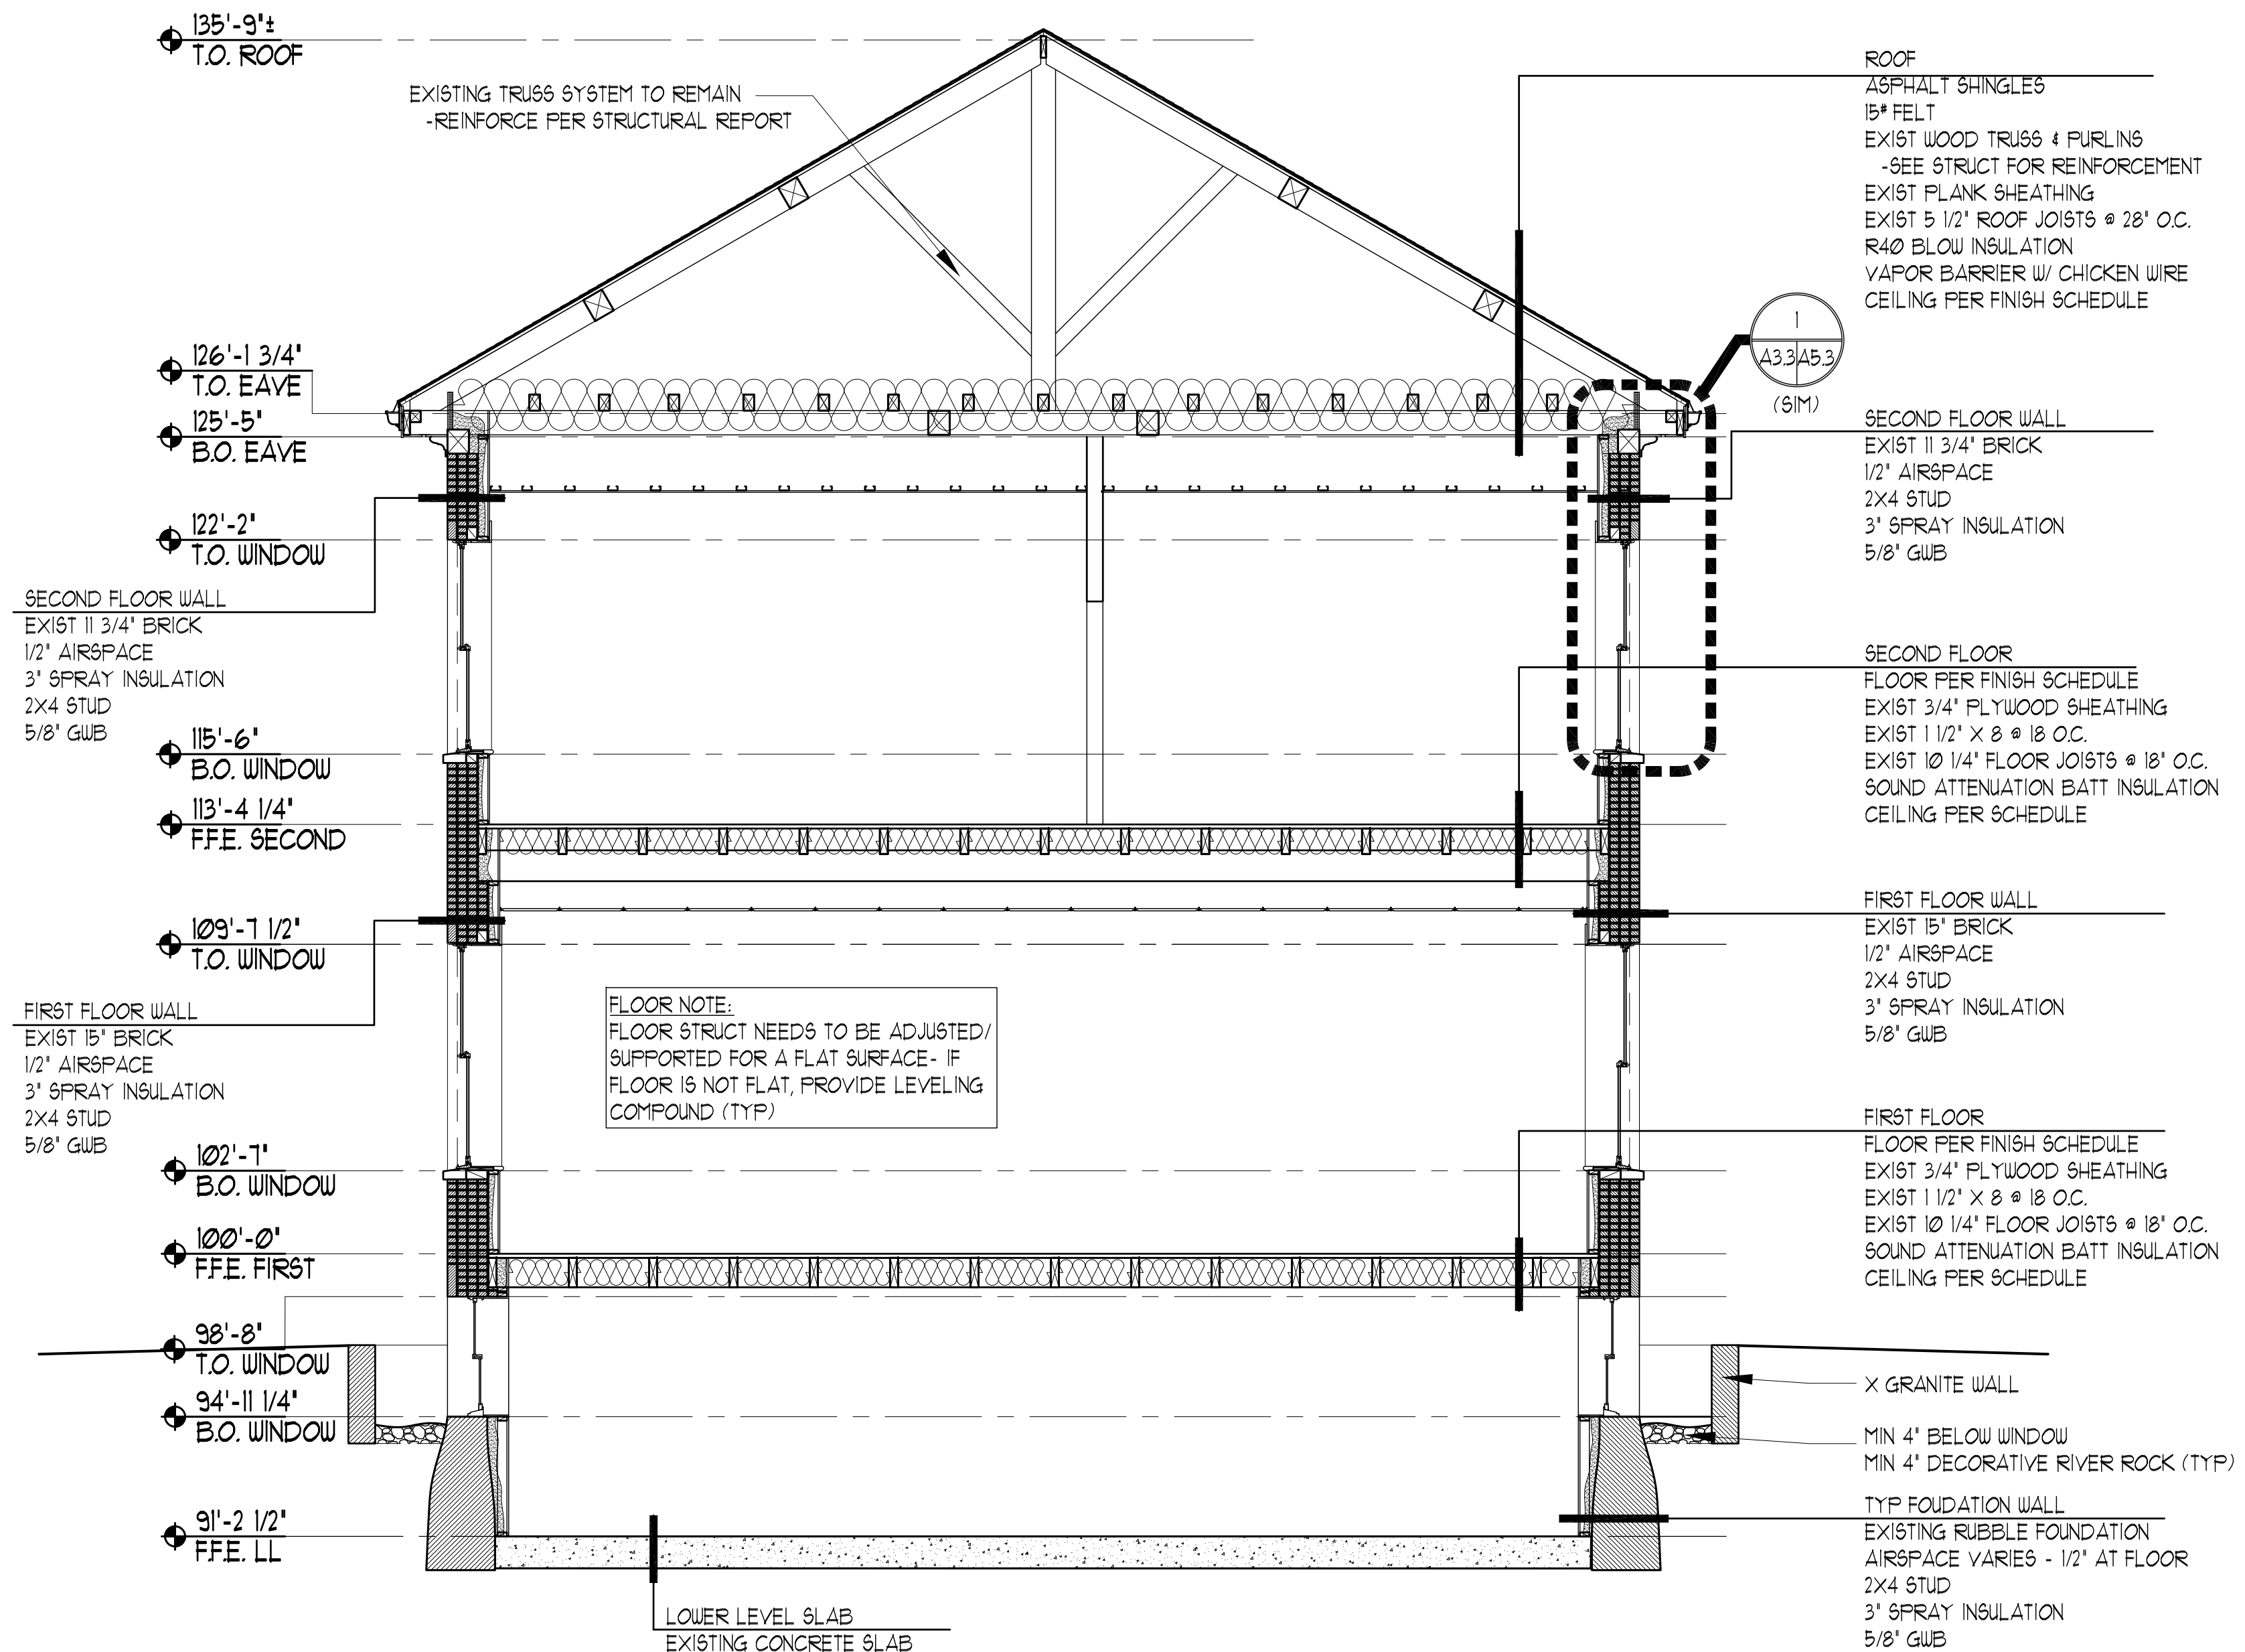 135'-9"±
T.O. ROOF
EXISTING TRUSS SYSTEM TO REMAIN
-REINFORCE PER STRUCTURAL REPORT
ROOF
ASPHALT SHINGLES
15# FELT
EXIST WOOD TRUSS & PURLINS
-SEE STRUCT FOR REINFORCEMENT
EXIST PLANK SHEATHING
EXIST 5 1/2" ROOF JOISTS @ 28" O.C.
R40 BLOW INSULATION
VAPOR BARRIER W/ CHICKEN WIRE
CEILING PER FINISH SCHEDULE
1
A3.3 A5.3
(SIM)
126'-1 3/4"
T.O. EAVE
125'-5"
B.O. EAVE
122'-2"
T.O. WINDOW
SECOND FLOOR WALL
EXIST 11 3/4" BRICK
1/2" AIRSPACE
2X4 STUD
3" SPRAY INSULATION
5/8" GWB
SECOND FLOOR WALL
EXIST 11 3/4" BRICK
1/2" AIRSPACE
3" SPRAY INSULATION
2X4 STUD
5/8" GWB
SECOND FLOOR
FLOOR PER FINISH SCHEDULE
EXIST 3/4" PLYWOOD SHEATHING
EXIST 1 1/2" X 8 @ 18 O.C.
EXIST 10 1/4" FLOOR JOISTS @ 18" O.C.
SOUND ATTENUATION BATT INSULATION
CEILING PER SCHEDULE
115'-6"
B.O. WINDOW
113'-4 1/4"
F.F.E. SECOND
109'-7 1/2"
T.O. WINDOW
FIRST FLOOR WALL
EXIST 15" BRICK
1/2" AIRSPACE
2X4 STUD
3" SPRAY INSULATION
5/8" GWB
FIRST FLOOR WALL
EXIST 15" BRICK
1/2" AIRSPACE
3" SPRAY INSULATION
2X4 STUD
5/8" GWB
FLOOR NOTE:
FLOOR STRUCT NEEDS TO BE ADJUSTED/
SUPPORTED FOR A FLAT SURFACE- IF
FLOOR IS NOT FLAT, PROVIDE LEVELING
COMPOUND (TYP)
FIRST FLOOR
FLOOR PER FINISH SCHEDULE
EXIST 3/4" PLYWOOD SHEATHING
EXIST 1 1/2" X 8 @ 18 O.C.
EXIST 10 1/4" FLOOR JOISTS @ 18" O.C.
SOUND ATTENUATION BATT INSULATION
CEILING PER SCHEDULE
102'-7"
B.O. WINDOW
100'-0"
F.F.E. FIRST
98'-8"
T.O. WINDOW
94'-11 1/4"
B.O. WINDOW
91'-2 1/2"
F.F.E. LL
X GRANITE WALL
MIN 4" BELOW WINDOW
MIN 4" DECORATIVE RIVER ROCK (TYP)
TYP FOUDATION WALL
EXISTING RUBBLE FOUNDATION
AIRSPACE VARIES - 1/2" AT FLOOR
2X4 STUD
3" SPRAY INSULATION
5/8" GWB
LOWER LEVEL SLAB
EXISTING CONCRETE SLAB